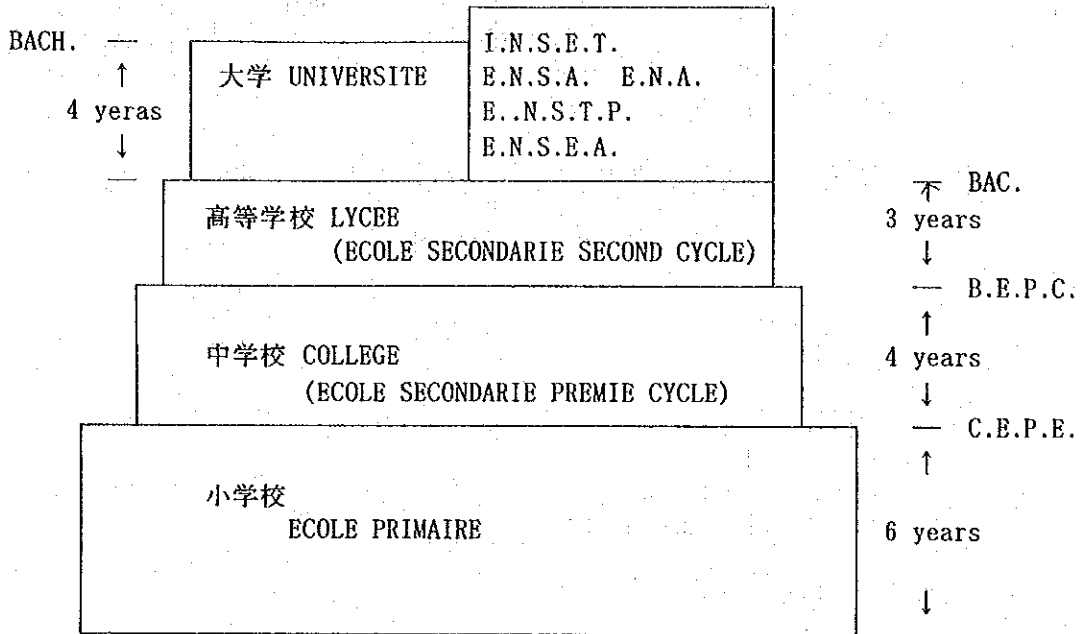 BACH.
4 yeras
大学 UNIVERSITE
I.N.S.E.T.
E.N.S.A. E.N.A.
E..N.S.T.P.
E.N.S.E.A.
高等学校 LYCEE
(ECOLE SECONDARIE SECOND CYCLE)
BAC.
3 years
B.E.P.C.
中学校 COLLEGE
(ECOLE SECONDARIE PREMIE CYCLE)
4 years
C.E.P.E.
小学校
ECOLE PRIMAIRE
6 years